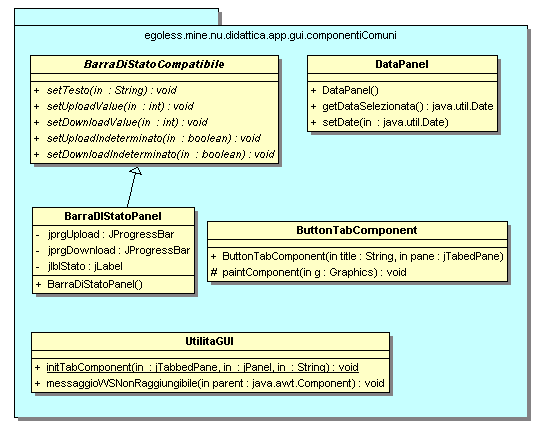 egoless.mine.nu.didattica.app.gui.componentiComuni
BarraDiStatoCompatibile
+ setTesto(in : String) : void
+ setUploadValue(in : int) : void
+ setDownloadValue(in : int) : void
+ setUploadIndeterminato(in : boolean) : void
+ setDownloadIndeterminato(in : boolean) : void
DataPanel
+ DataPanel()
+ getDataSelezionata() : java.util.Date
+ setDate(in : java.util.Date)
BarraDIStatoPanel
- jprgUpload : JProgressBar
- jprgDownload : JProgressBar
- jlblStato : jLabel
+ BarraDiStatoPanel()
ButtonTabComponent
+ ButtonTabComponent(in title : String, in pane : jTabedPane)
# paintComponent(in g : Graphics) : void
UtilitaGUI
+ initTabComponent(in : jTabbedPane, in : jPanel, in : String) : void
+ messaggioWSNonRaggiungibile(in parent : java.awt.Component) : void